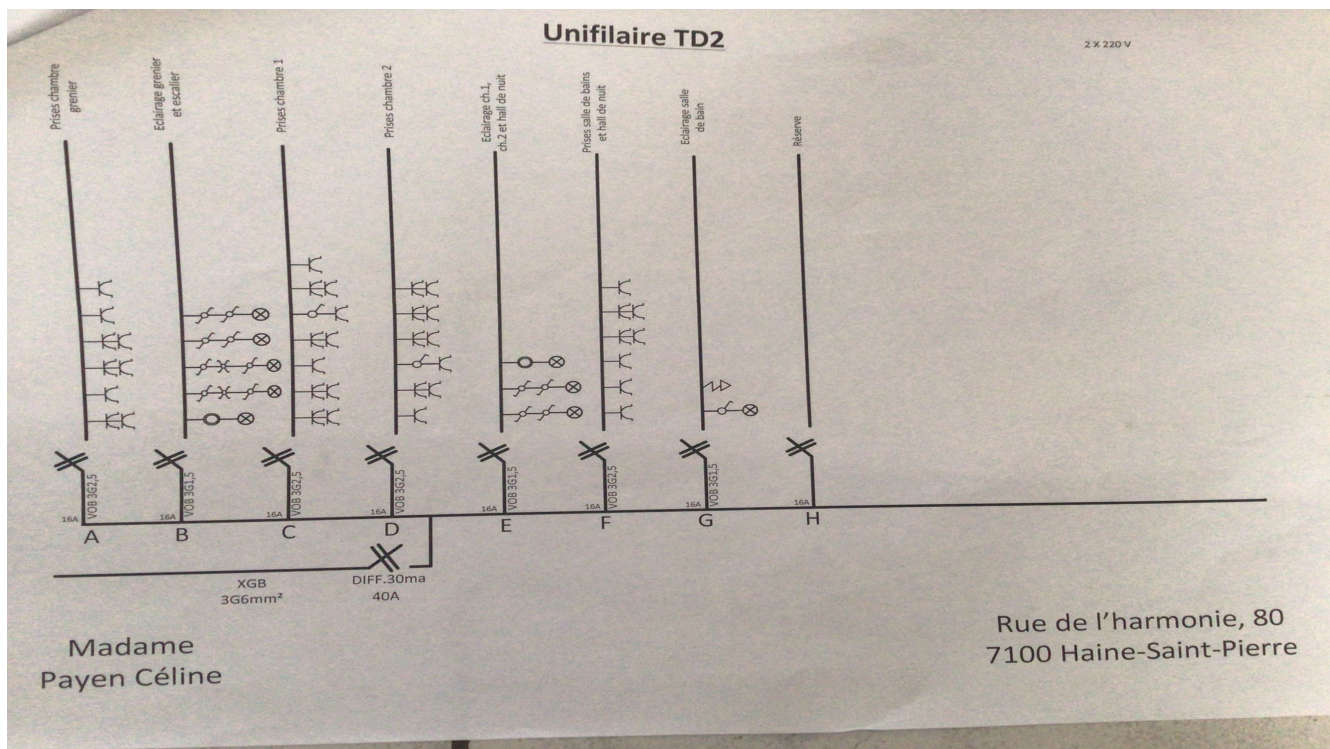 Unifilaire TD2
2 X 220 V
Prises chambre
grenier
Eclairage grenier
et escalier
Prises chambre 1
Prises chambre 2
Eclairage ch.1,
ch.2 et hall de nuit
Prises salle de bains
et hall de nuit
Eclairage salle
de bain
Réserve
VOB 3G2,5
VOB 3G1,5
VOB 3G2,5
VOB 3G2,5
VOB 3G1,5
VOB 3G2,5
VOB 3G1,5
16A
16A
16A
16A
16A
16A
16A
16A
A
B
C
D
E
F
G
H
XGB
3G6mm²
DIFF.30ma
40A
Madame
Payen Céline
Rue de l’harmonie, 80
7100 Haine-Saint-Pierre